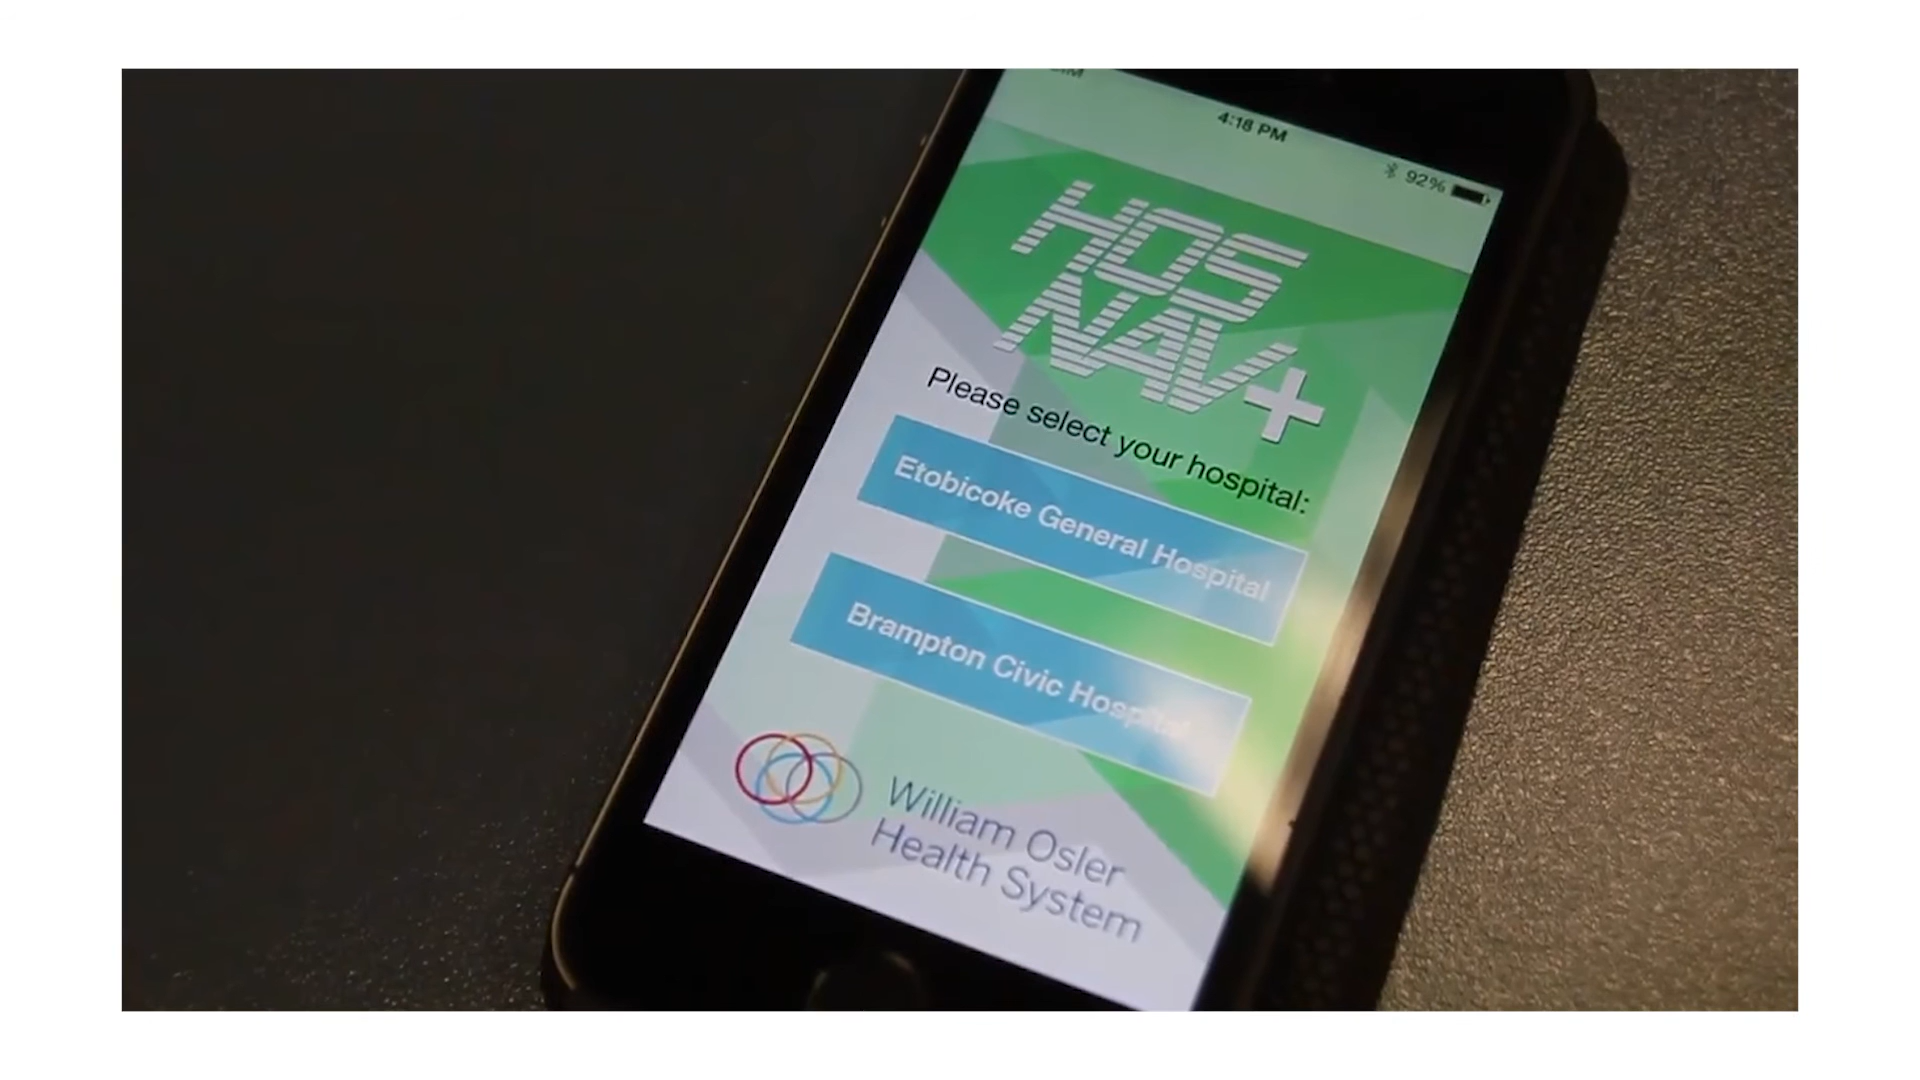 4:18 PM
92%
HOS
NAV+
Please select your hospital:
Etobicoke General Hospital
Brampton Civic Hospital
William Osler
Health System